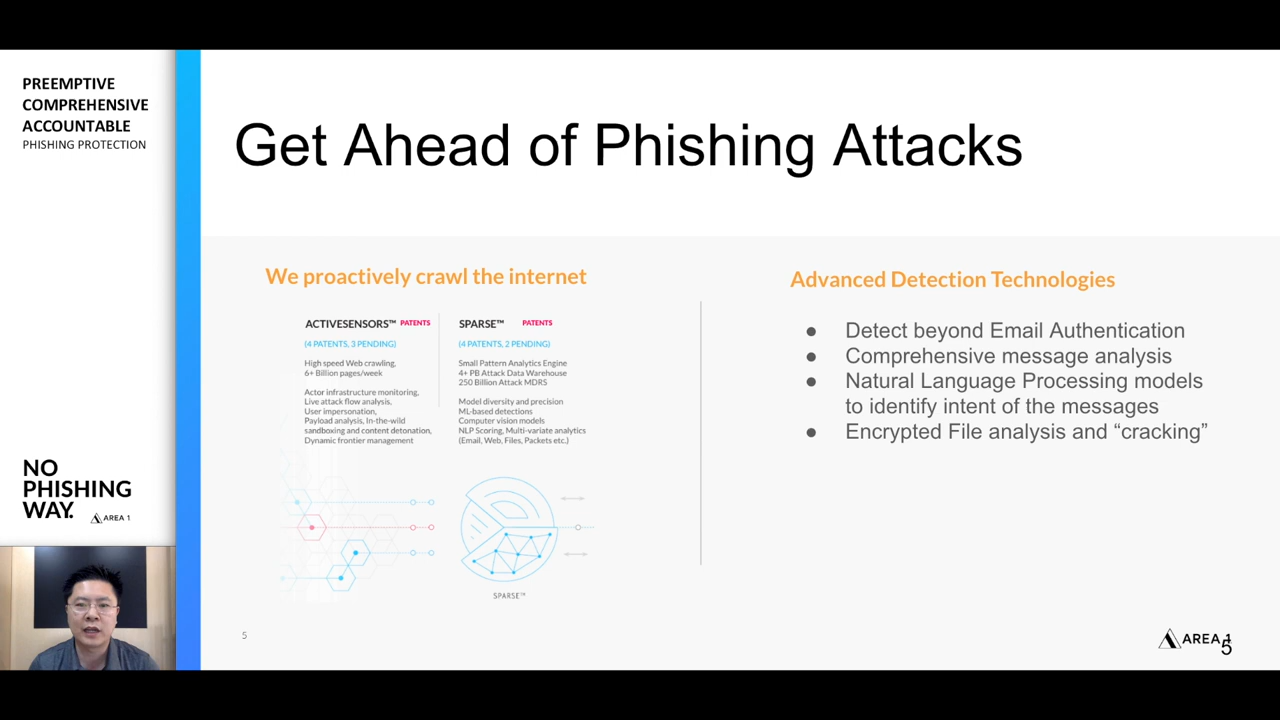 PREEMPTIVE
COMPREHENSIVE
ACCOUNTABLE
PHISHING PROTECTION
NO
PHISHING
WAY.
AREA 1
Get Ahead of Phishing Attacks
We proactively crawl the internet
ACTIVESENSORS™ PATENTS
(4 PATENTS, 3 PENDING)
High speed Web crawling,
6+ Billion pages/week
Actor infrastructure monitoring,
Live attack flow analysis,
User impersonation,
Payload analysis, In-the-wild
sandboxing and content detonation,
Dynamic frontier management
SPARSE™ PATENTS
(4 PATENTS, 2 PENDING)
Small Pattern Analytics Engine
4+ PB Attack Data Warehouse
250 Billion Attack MDRS
Model diversity and precision
ML-based detections
Computer vision models
NLP Scoring, Multi-variate analytics
(Email, Web, Files, Packets etc.)
SPARSE™
Advanced Detection Technologies
● Detect beyond Email Authentication
● Comprehensive message analysis
● Natural Language Processing models
to identify intent of the messages
● Encrypted File analysis and “cracking”
5
AREA 1
5